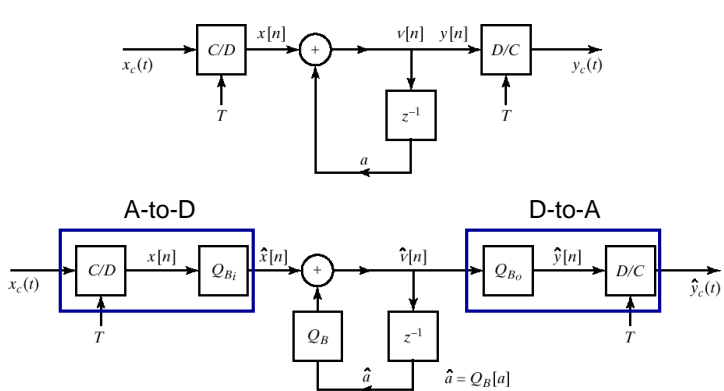 C/D
x[n]
+
v[n]
y[n]
D/C
x_c(t)
y_c(t)
T
z⁻¹
T
a
A-to-D
D-to-A
C/D
x[n]
Q_{B_i}
x̂[n]
+
v̂[n]
Q_{B_o}
ŷ[n]
D/C
x_c(t)
ŷ_c(t)
T
Q_B
z⁻¹
T
â
â = Q_B[a]